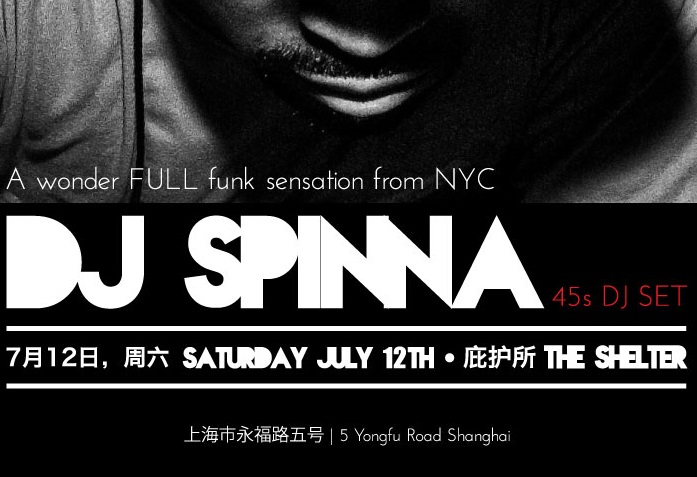 A wonder FULL funk sensation from NYC
DJ SPINNA 45s DJ SET
7月12日，周六 SATURDAY JULY 12TH • 庇护所 THE SHELTER
上海市永福路五号 | 5 Yongfu Road Shanghai